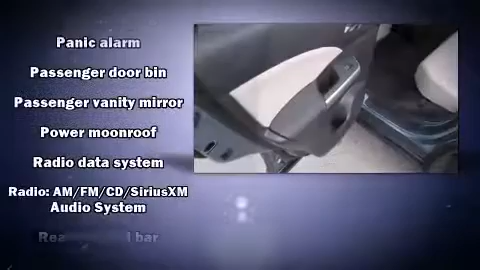 Panic alarm
Passenger door bin
Passenger vanity mirror
Power moonroof
Radio data system
Radio: AM/FM/CD/SiriusXM
Audio System
bar